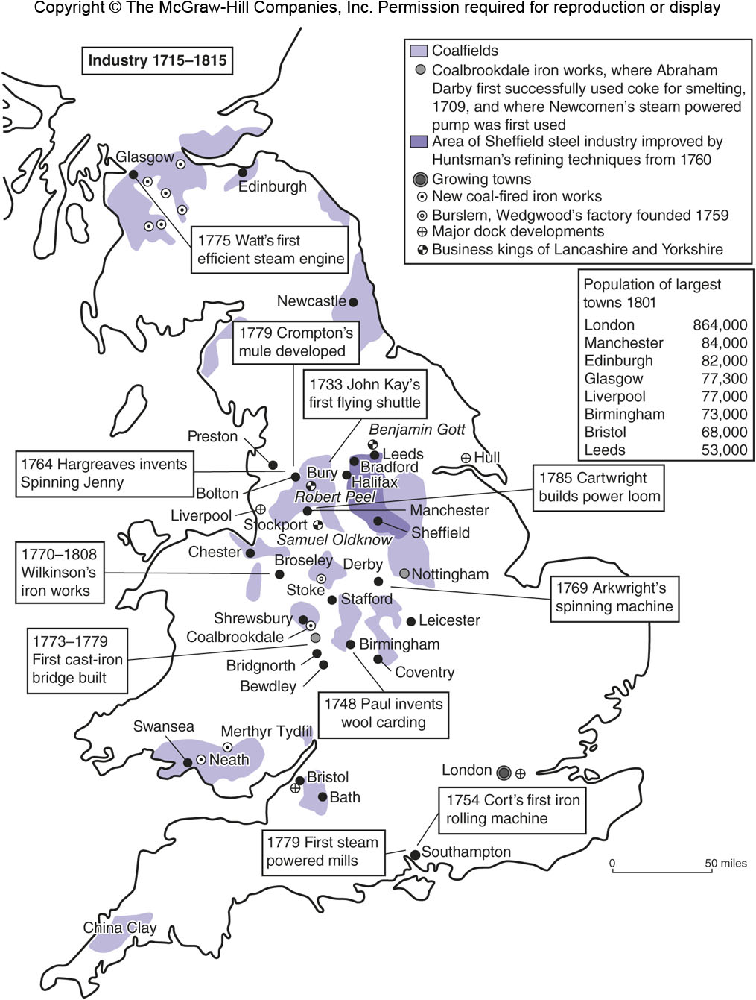 Copyright © The McGraw-Hill Companies, Inc. Permission required for reproduction or display
Industry 1715–1815
Coalfields
Coalbrookdale iron works, where Abraham
Darby first successfully used coke for smelting,
1709, and where Newcomen's steam powered
pump was first used
Area of Sheffield steel industry improved by
Huntsman's refining techniques from 1760
Growing towns
New coal-fired iron works
Burslem, Wedgwood's factory founded 1759
Major dock developments
Business kings of Lancashire and Yorkshire
Population of largest
towns 1801
London 864,000
Manchester 84,000
Edinburgh 82,000
Glasgow 77,300
Liverpool 77,000
Birmingham 73,000
Bristol 68,000
Leeds 53,000
Glasgow
Edinburgh
1775 Watt's first
efficient steam engine
Newcastle
1779 Crompton's
mule developed
1733 John Kay's
first flying shuttle
Benjamin Gott
Preston
Leeds
Hull
1764 Hargreaves invents
Spinning Jenny
Bradford
Bury
Halifax
1785 Cartwright
builds power loom
Bolton
Robert Peel
Liverpool
Manchester
Stockport
Sheffield
Samuel Oldknow
Chester
1770–1808
Wilkinson's
iron works
Broseley
Derby
Nottingham
Stoke
1769 Arkwright's
spinning machine
Stafford
Shrewsbury
Leicester
Coalbrookdale
1773–1779
First cast-iron
bridge built
Birmingham
Bridgnorth
Coventry
Bewdley
1748 Paul invents
wool carding
Swansea
Merthyr Tydfil
Neath
Bristol
London
Bath
1754 Cort's first iron
rolling machine
1779 First steam
powered mills
Southampton
0 50 miles
China Clay